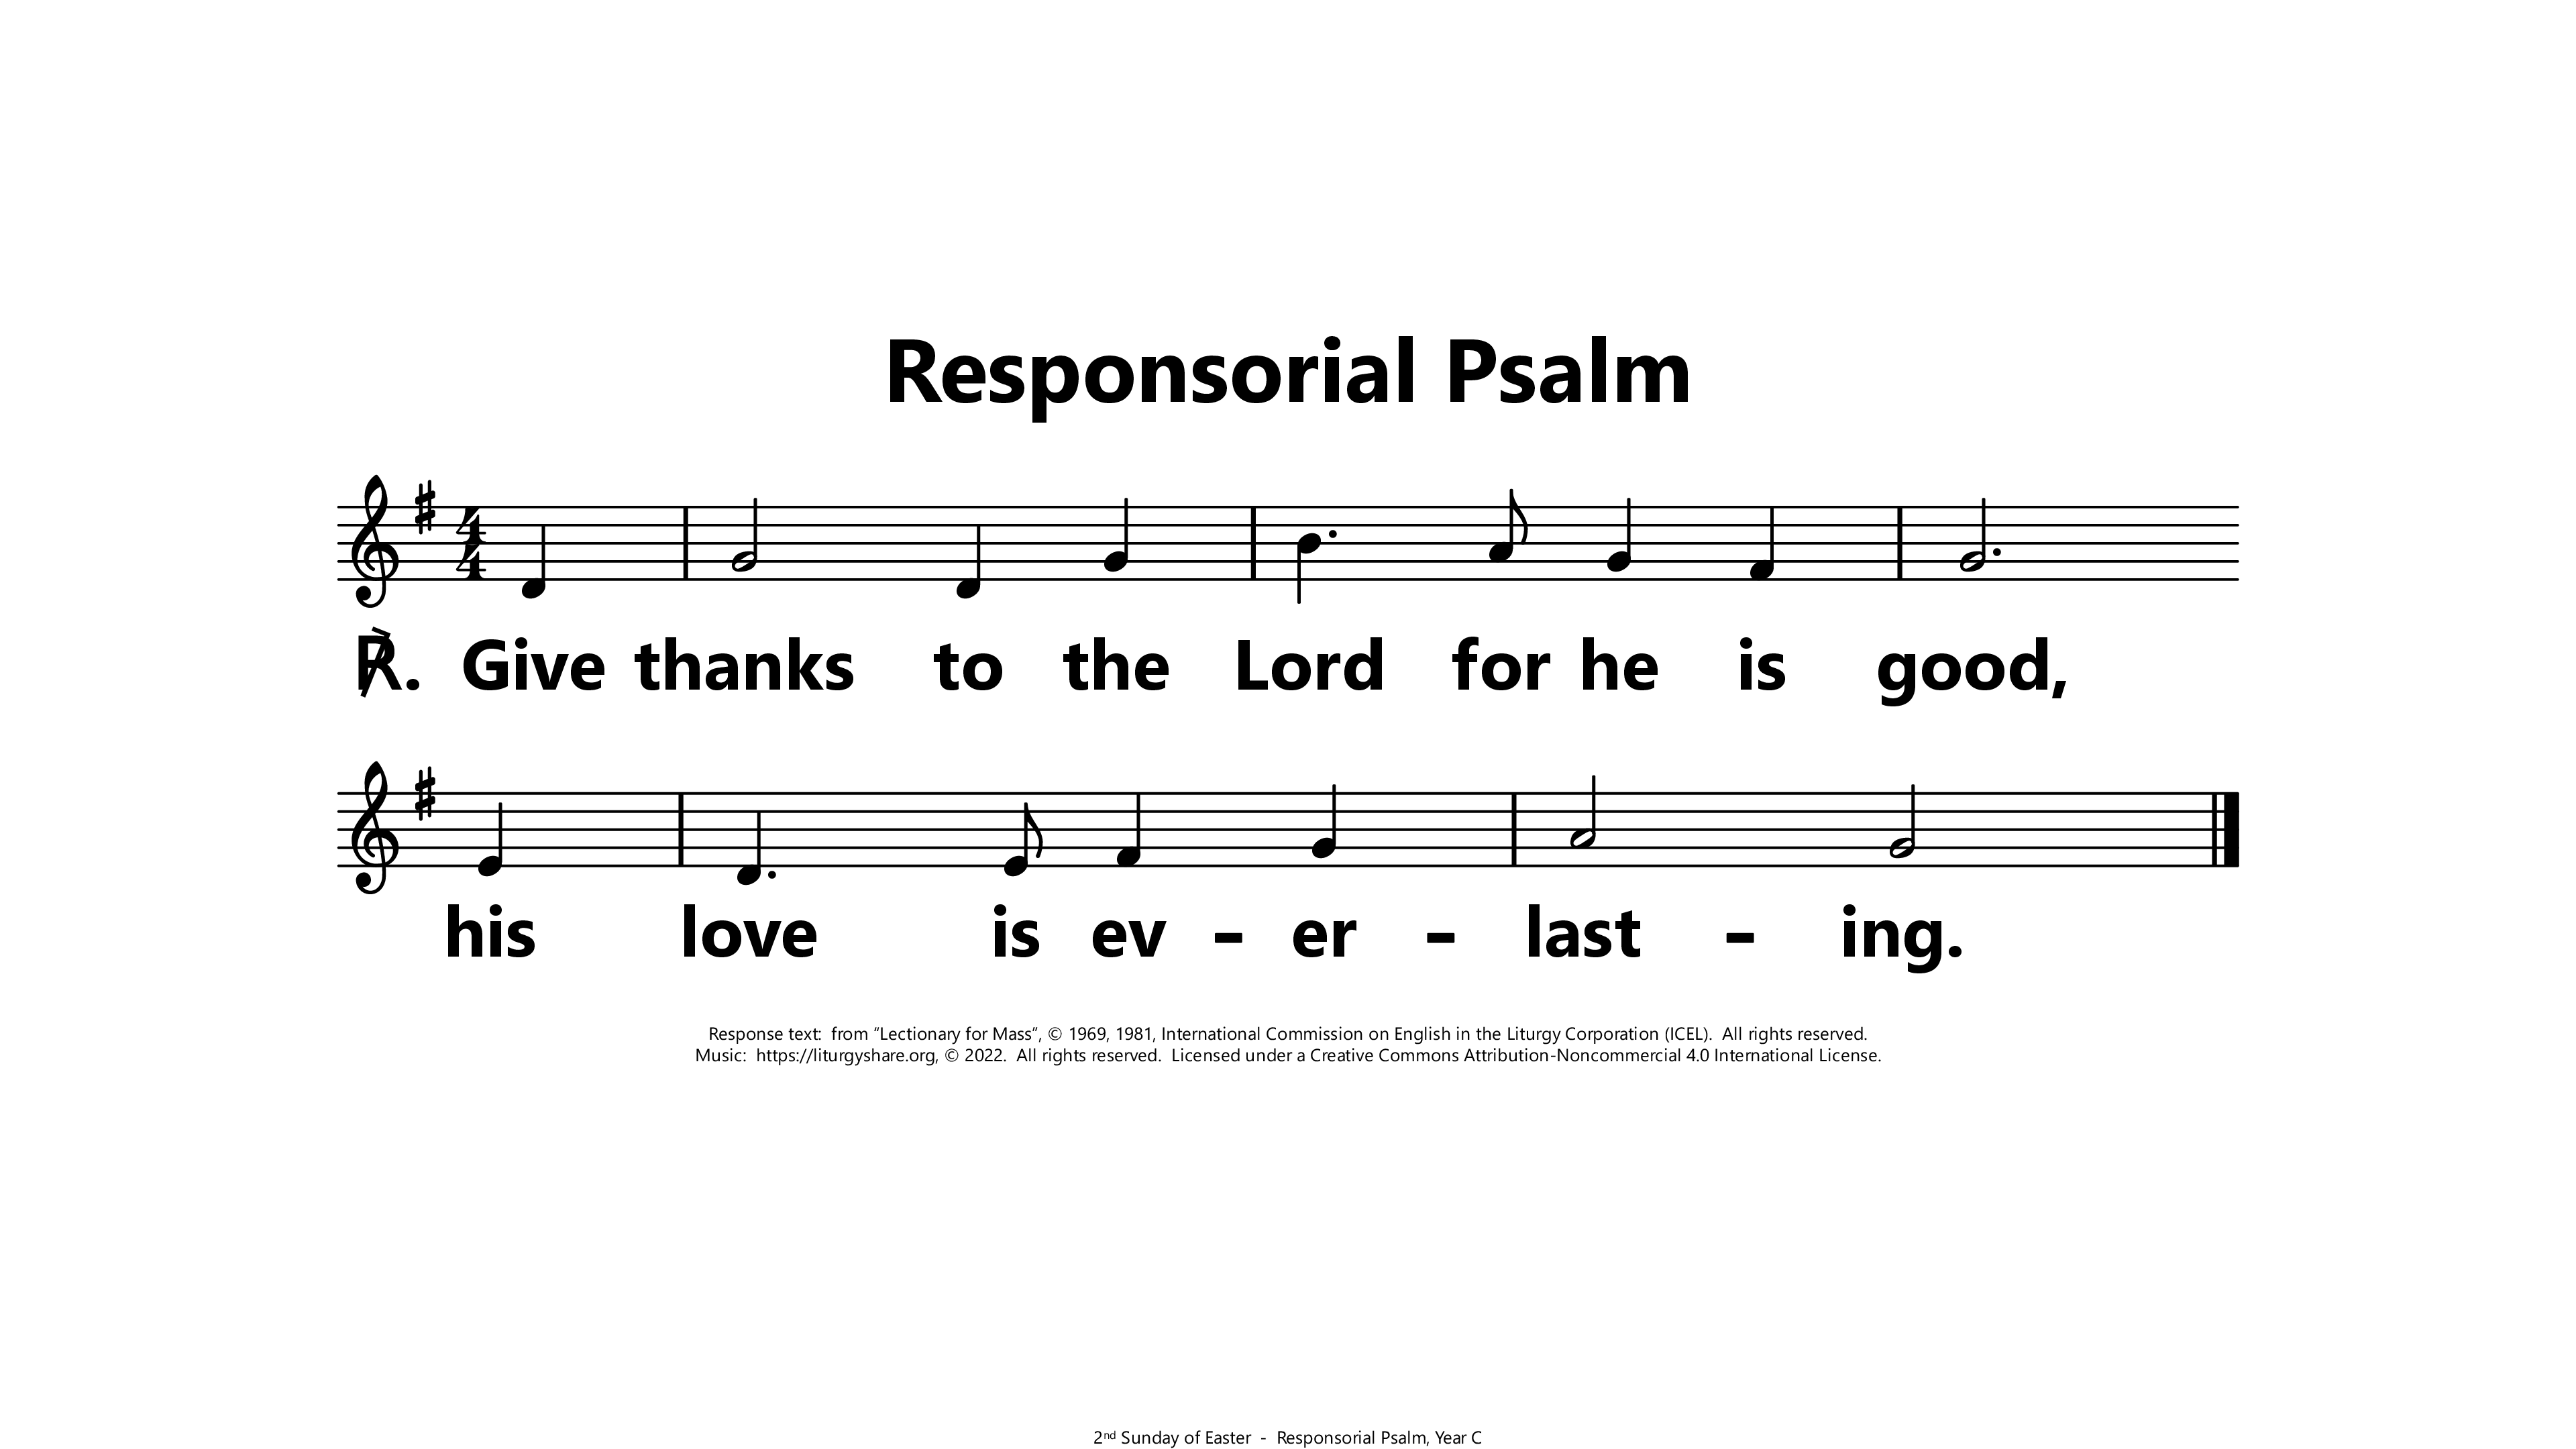 Responsorial Psalm
4
4
℟. Give thanks to the Lord for he is good,
his love is ev - er - last - ing.
Response text:  from “Lectionary for Mass”, © 1969, 1981, International Commission on English in the Liturgy Corporation (ICEL).  All rights reserved.
Music:  https://liturgyshare.org, © 2022.  All rights reserved.  Licensed under a Creative Commons Attribution-Noncommercial 4.0 International License.
2nd Sunday of Easter  -  Responsorial Psalm, Year C